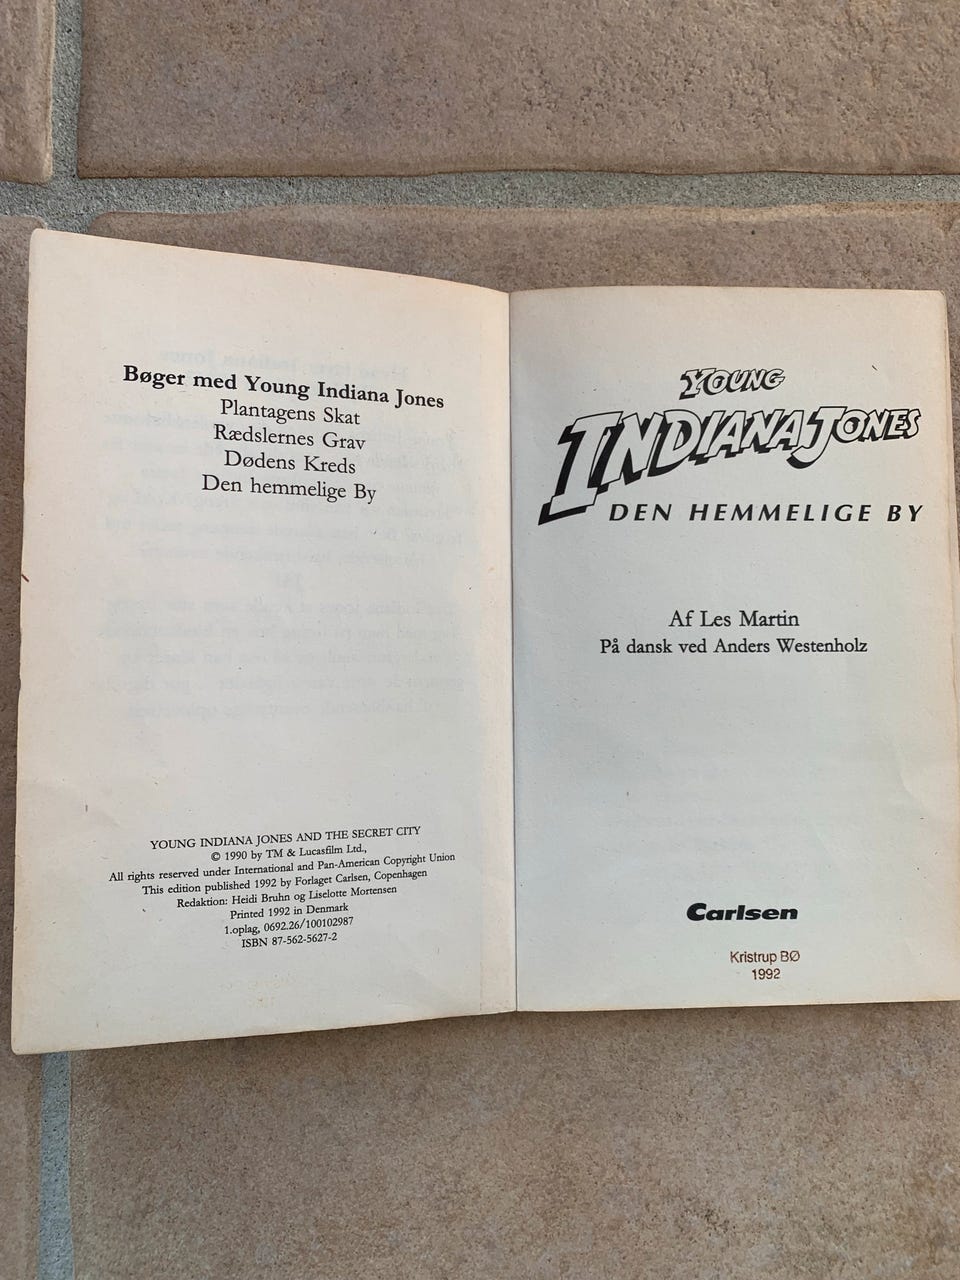 Bøger med Young Indiana Jones
Plantagens Skat
Rædslernes Grav
Dødens Kreds
Den hemmelige By
YOUNG INDIANA JONES AND THE SECRET CITY
© 1990 by TM & Lucasfilm Ltd.,
All rights reserved under International and Pan-American Copyright Union
This edition published 1992 by Forlaget Carlsen, Copenhagen
Redaktion: Heidi Bruhn og Liselotte Mortensen
Printed 1992 in Denmark
1.oplag, 0692.26/100102987
ISBN 87-562-5627-2
YOUNG
INDIANA JONES
DEN HEMMELIGE BY
Af Les Martin
På dansk ved Anders Westenholz
Carlsen
Kristrup BØ
1992